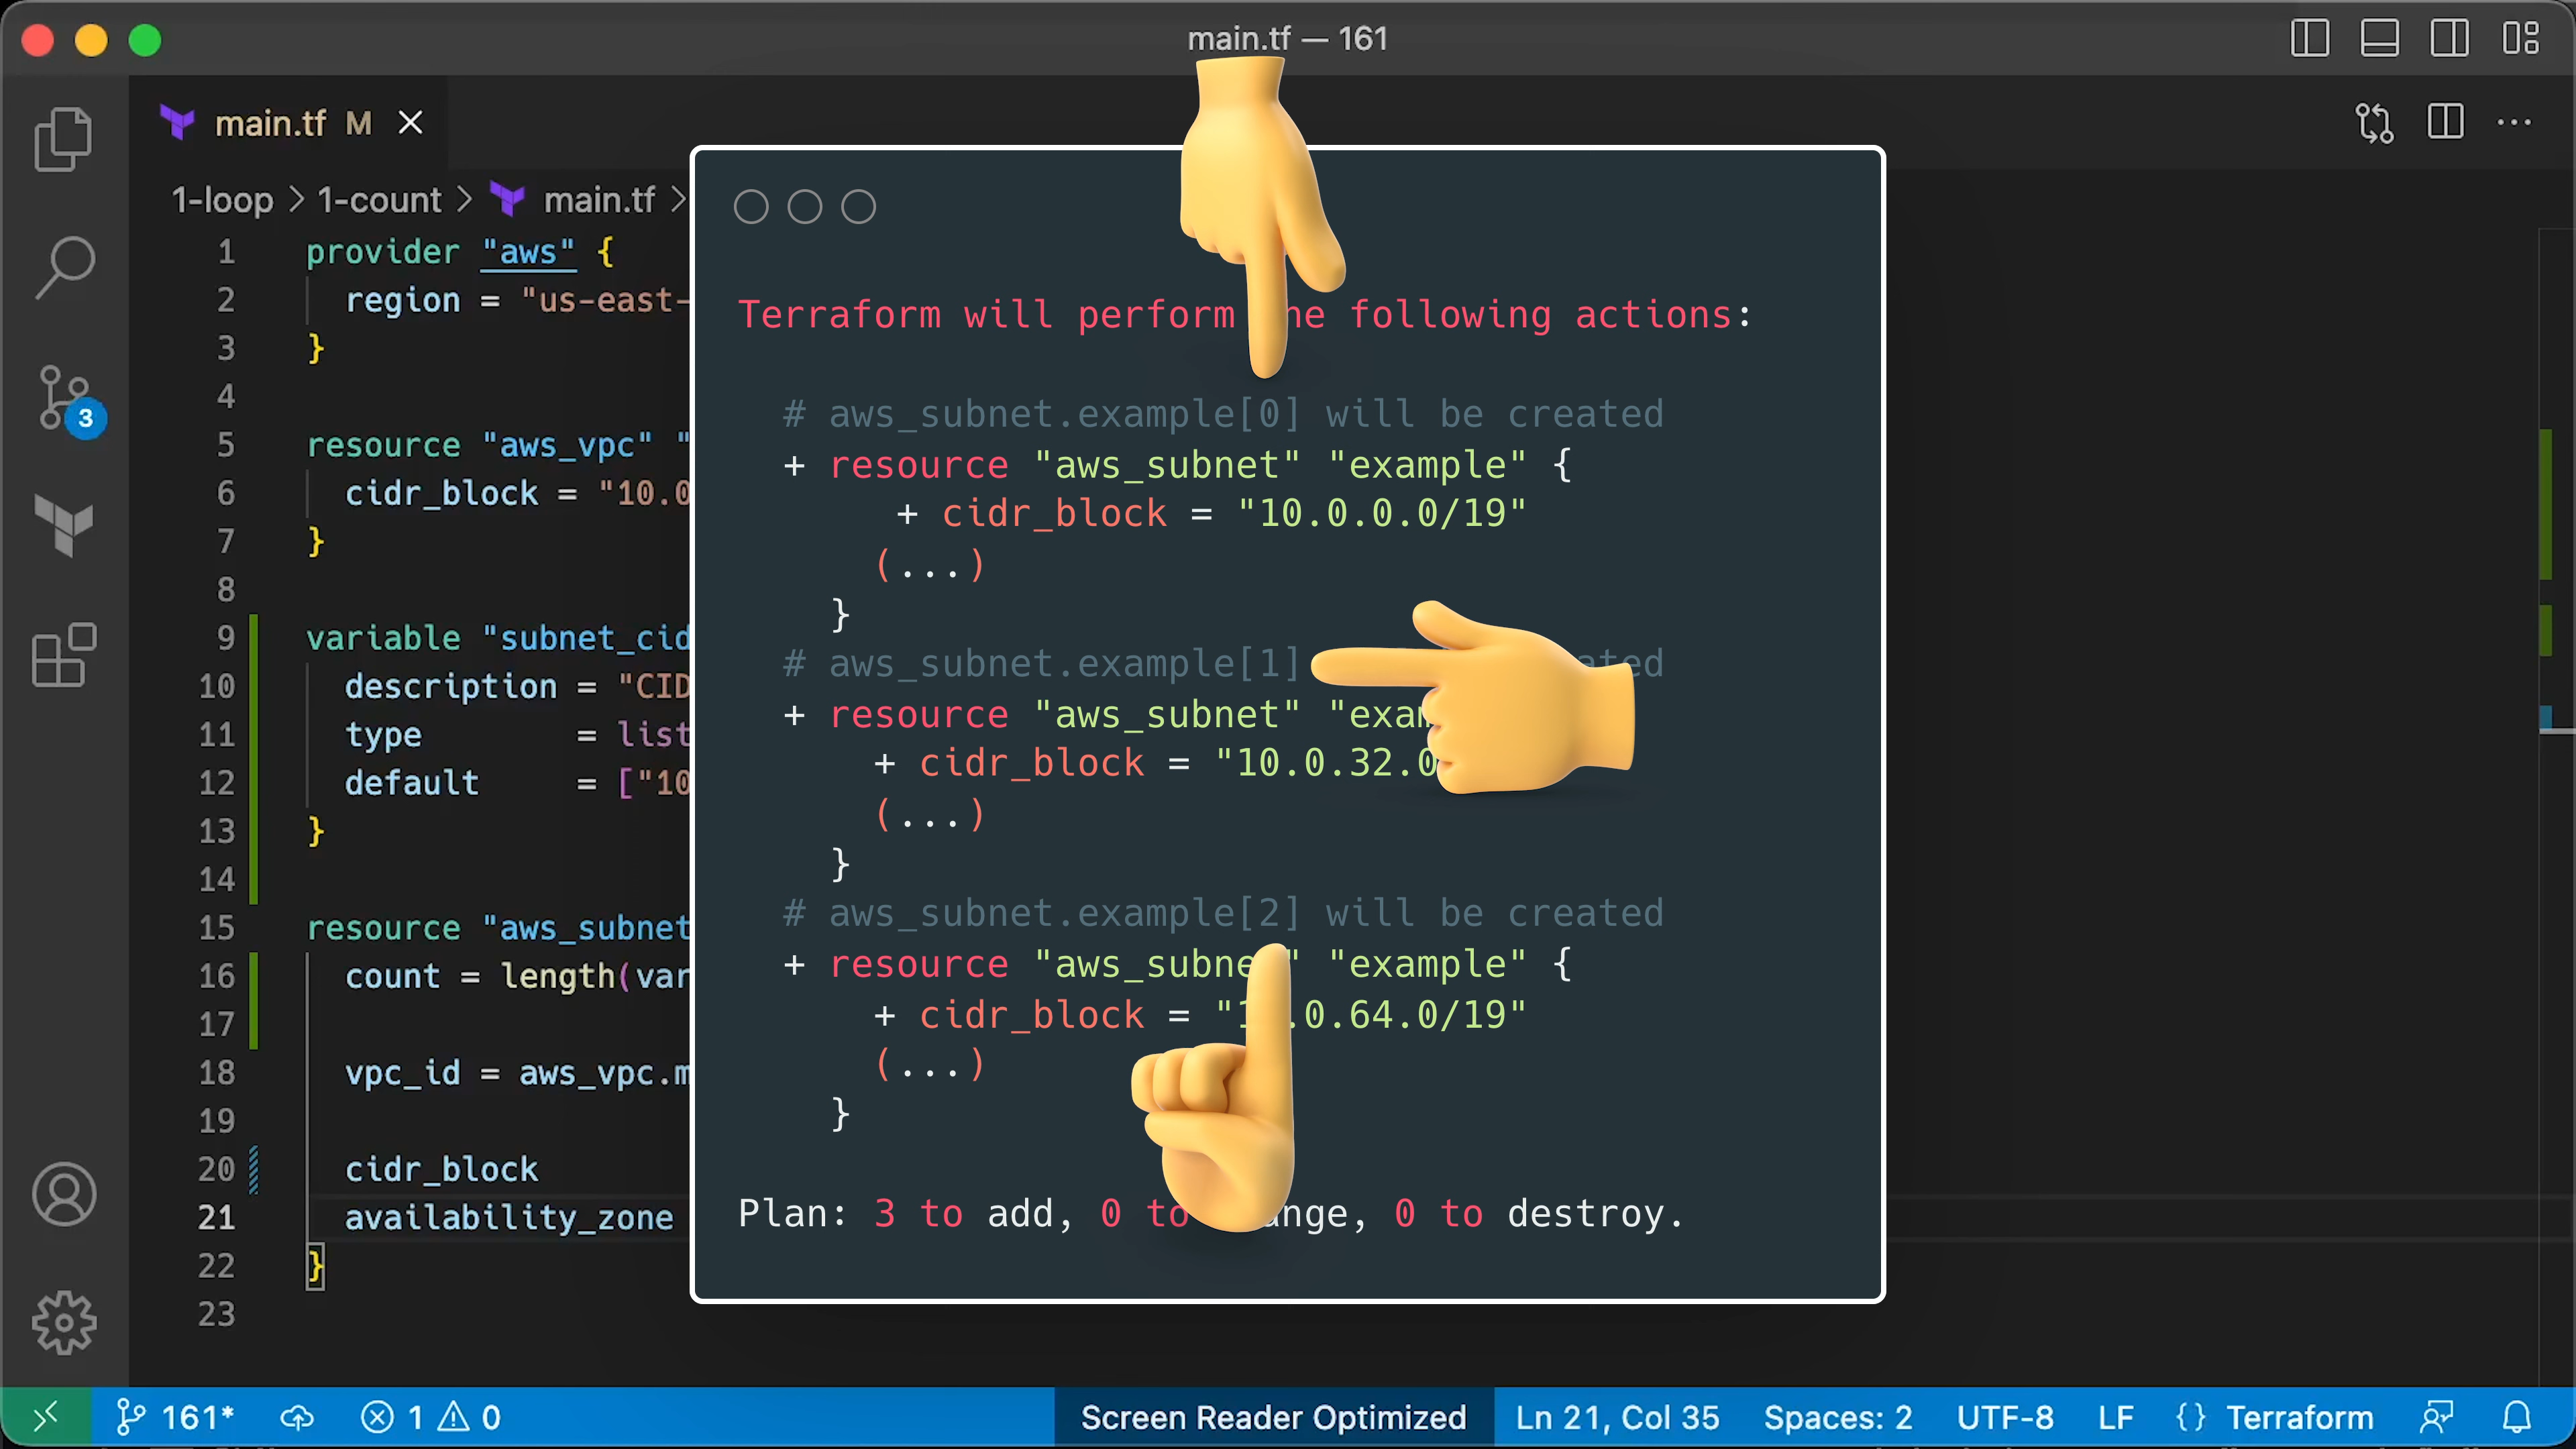 main.tf — 161
main.tf M
1-loop > 1-count > main.tf >
1 provider "aws" {
2 region = "us-east-
3 }
4
5 resource "aws_vpc" "
6 cidr_block = "10.0
7 }
8
9 variable "subnet_cid
10 description = "CID
11 type = list
12 default = ["10
13 }
14
15 resource "aws_subnet
16 count = length(var
17
18 vpc_id = aws_vpc.m
19
20 cidr_block
21 availability_zone
22 }
23
Terraform will perform he following actions:
# aws_subnet.example[0] will be created
+ resource "aws_subnet" "example" {
+ cidr_block = "10.0.0.0/19"
(...)
}
# aws_subnet.example[1]
+ resource "aws_subnet" "exam
+ cidr_block = "10.0.32.0
(...)
}
# aws_subnet.example[2] will be created
+ resource "aws_subne " "example" {
+ cidr_block = " .0.64.0/19"
(...)
}
Plan: 3 to add, 0 to ange, 0 to destroy.
3
161* 1 0 Screen Reader Optimized Ln 21, Col 35 Spaces: 2 UTF-8 LF {} Terraform